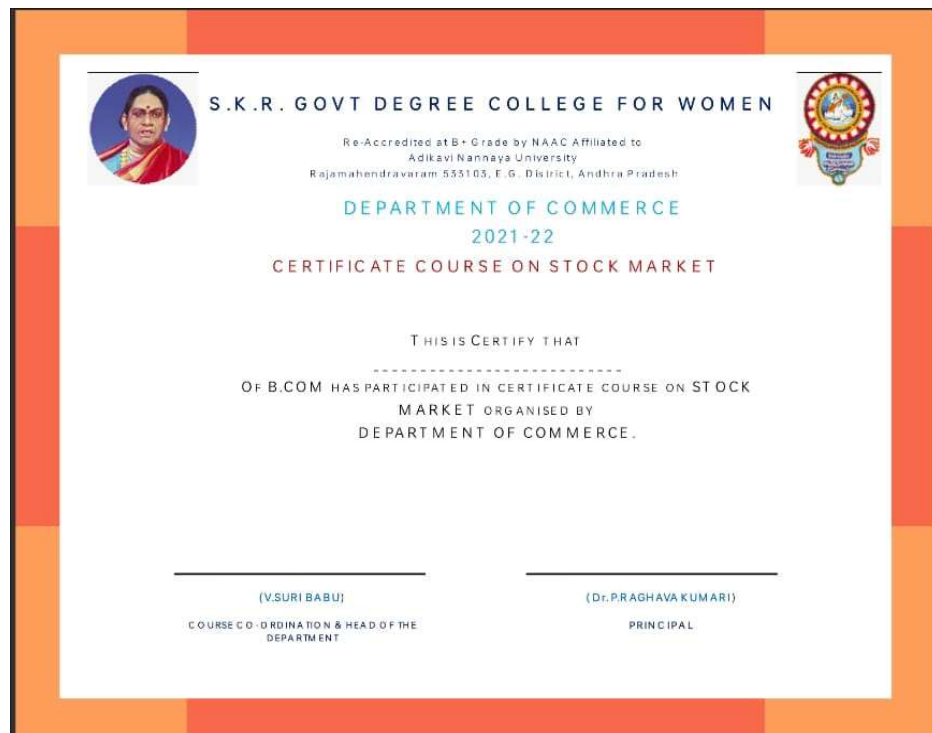 S.K.R. GOVT DEGREE COLLEGE FOR WOMEN
Re-Accredited at B+ Grade by NAAC Affiliated to
Adikavi Nannaya University
Rajamahendravaram 533103, E.G. District, Andhra Pradesh
DEPARTMENT OF COMMERCE
2021-22
CERTIFICATE COURSE ON STOCK MARKET
THIS IS CERTIFY THAT
---------------------------
OF B.COM HAS PARTICIPATED IN CERTIFICATE COURSE ON STOCK
MARKET ORGANISED BY
DEPARTMENT OF COMMERCE.
(V.SURI BABU)
COURSE CO-ORDINATION & HEAD OF THE
DEPARTMENT
(Dr.P.RAGHAVA KUMARI)
PRINCIPAL